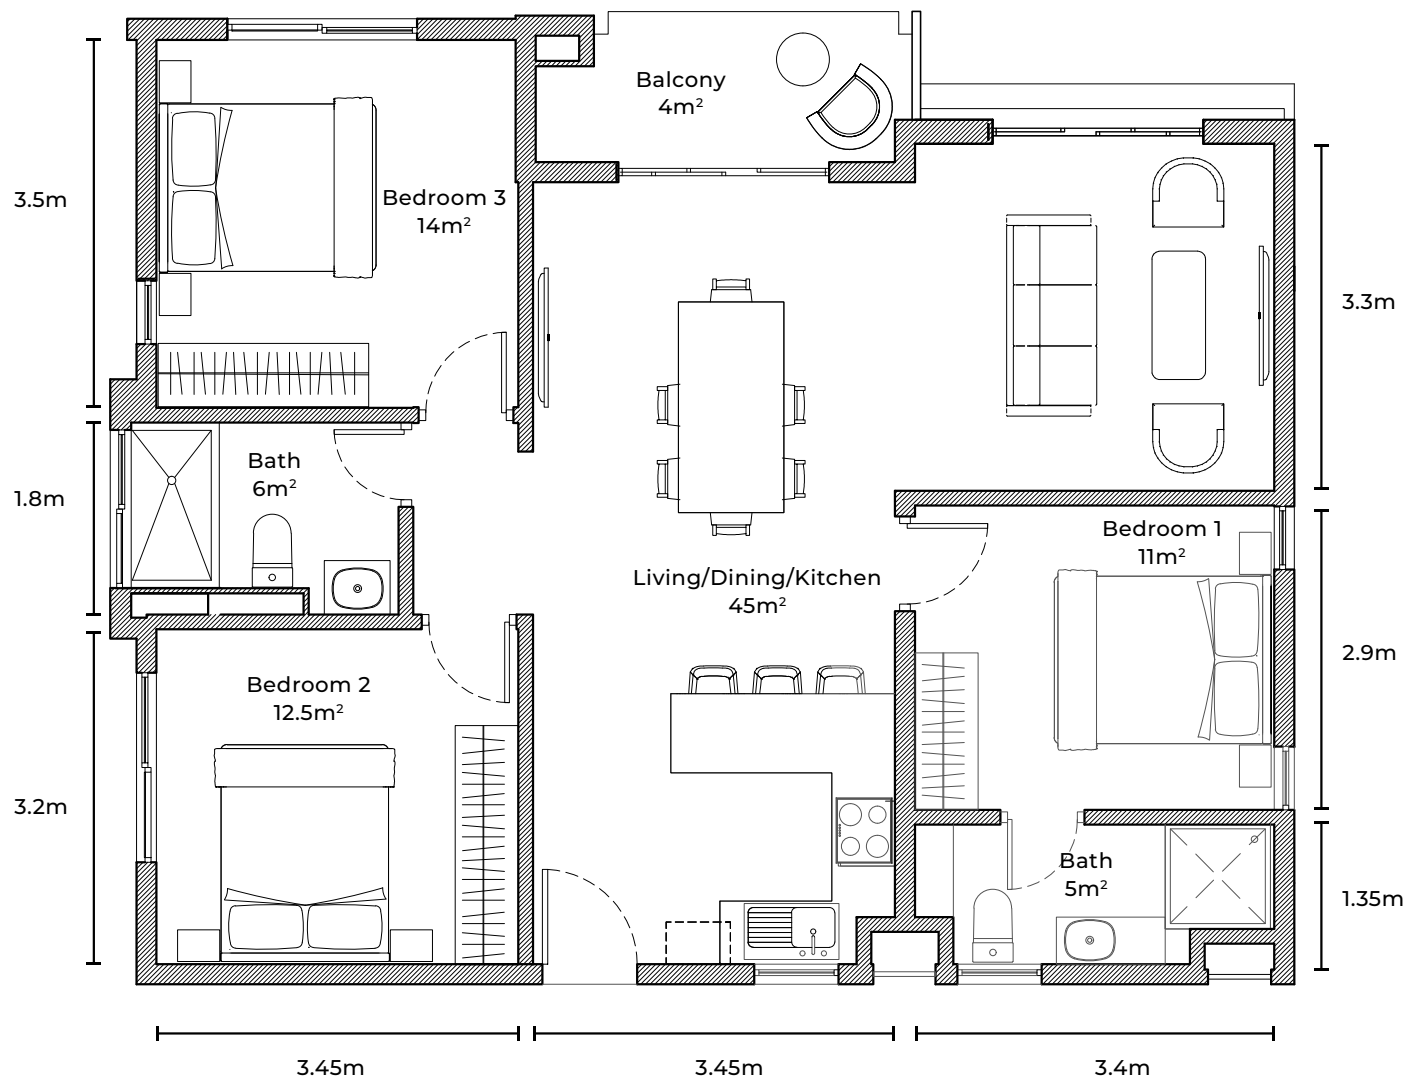 Balcony
4m²
3.5m
Bedroom 3
14m²
3.3m
Bath
6m²
1.8m
Bedroom 1
11m²
Living/Dining/Kitchen
45m²
2.9m
Bedroom 2
12.5m²
3.2m
Bath
5m²
1.35m
3.45m
3.45m
3.4m